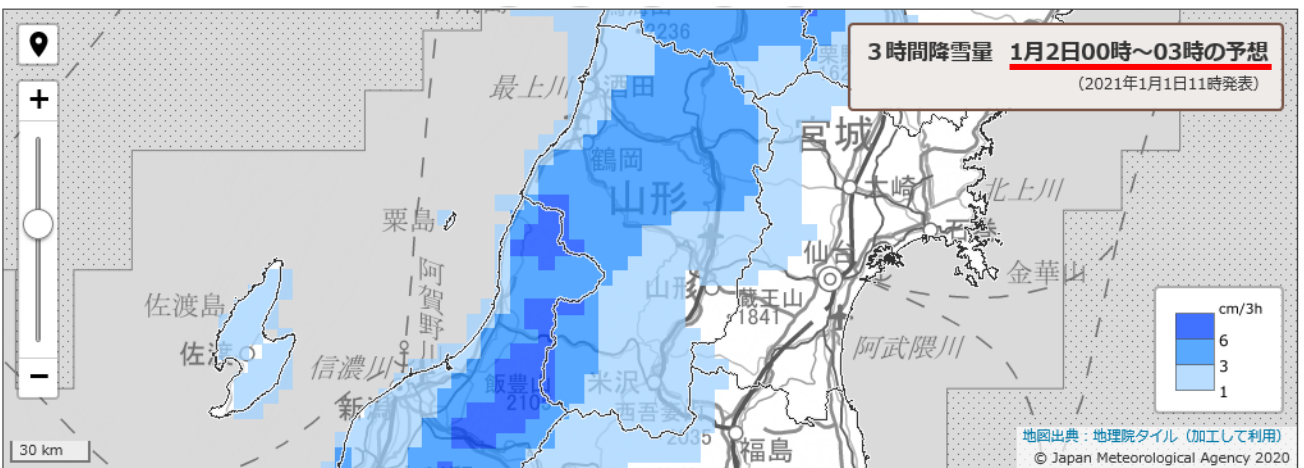 3時間降雪量 1月2日00時～03時の予想
(2021年1月1日11時発表)
2236
最上川
酒田
宮城
鶴岡
山形
大崎
北上川
粟島
石巻
仙台
阿賀野川
山形
金華山
佐渡島
蔵王山
1841
佐渡
信濃川
阿武隈川
飯豊山
2105
米沢
新潟
2035
福島
+
−
30 km
cm/3h
6
3
1
地図出典：地理院タイル（加工して利用）
© Japan Meteorological Agency 2020